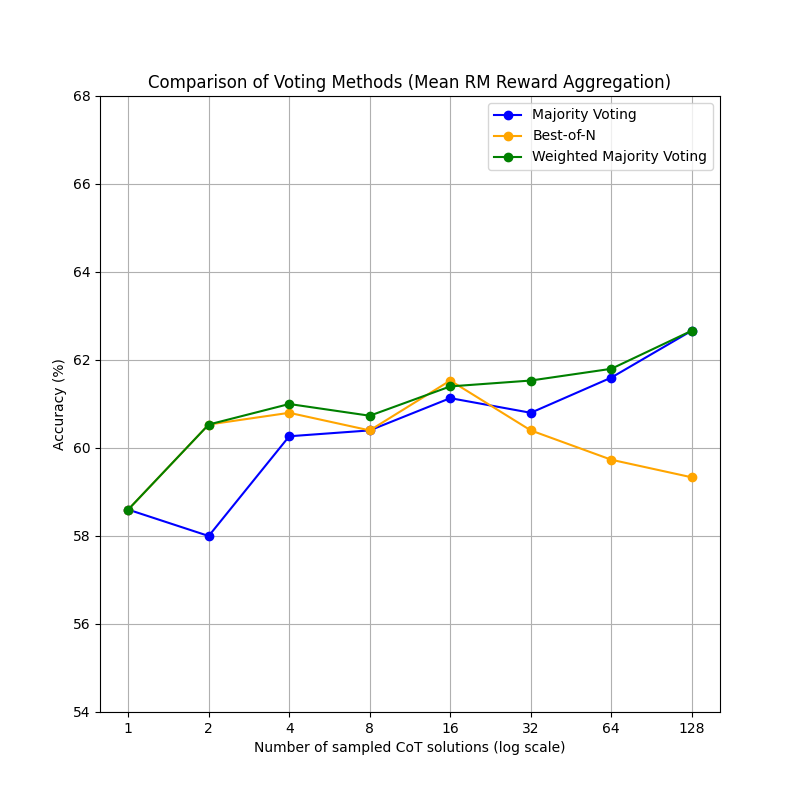 Comparison of Voting Methods (Mean RM Reward Aggregation)
Majority Voting
Best-of-N
Weighted Majority Voting
68
66
64
62
60
58
56
54
Accuracy (%)
1 2 4 8 16 32 64 128
Number of sampled CoT solutions (log scale)